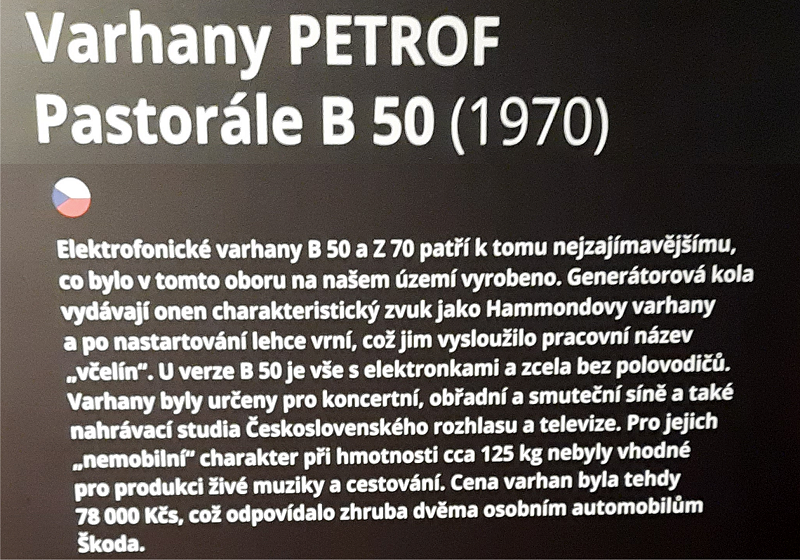 Varhany PETROF
Pastorále B 50 (1970)
Elektrofonické varhany B 50 a Z 70 patří k tomu nejzajímavějšímu,
co bylo v tomto oboru na našem území vyrobeno. Generátorová kola
vydávají onen charakteristický zvuk jako Hammondovy varhany
a po nastartování lehce vrní, což jim vysloužilo pracovní název
„včelín“. U verze B 50 je vše s elektronkami a zcela bez polovodičů.
Varhany byly určeny pro koncertní, obřadní a smuteční síně a také
nahrávací studia Československého rozhlasu a televize. Pro jejich
„nemobilní“ charakter při hmotnosti cca 125 kg nebyly vhodné
pro produkci živé muziky a cestování. Cena varhan byla tehdy
78 000 Kčs, což odpovídalo zhruba dvěma osobním automobilům
Škoda.